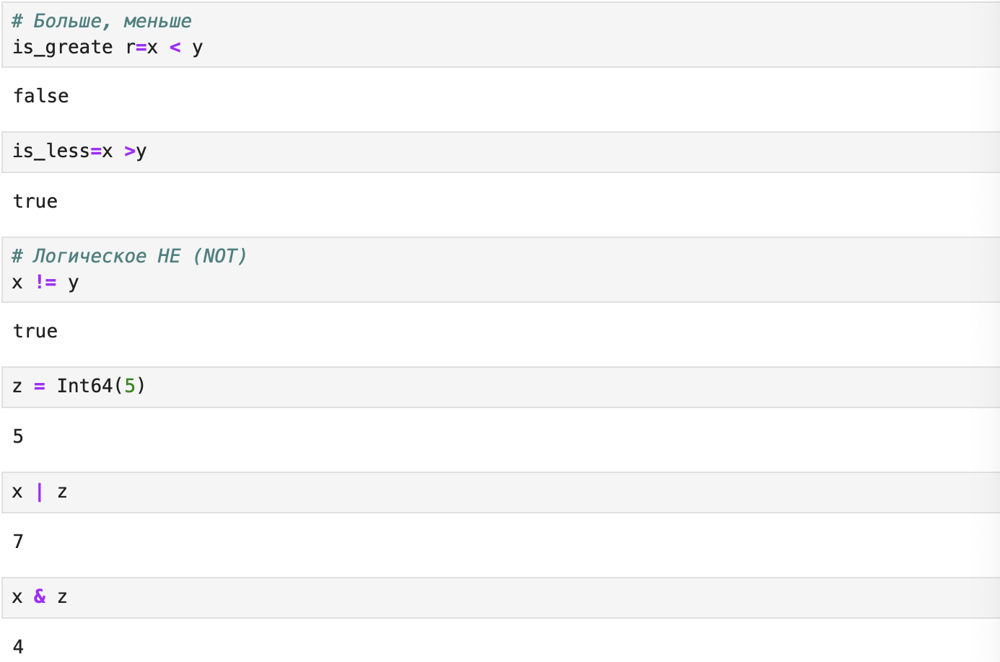 # Больше, меньше
is_greate r=x < y
false
is_less=x >y
true
# Логическое НЕ (NOT)
x != y
true
z = Int64(5)
5
x | z
7
x & z
4